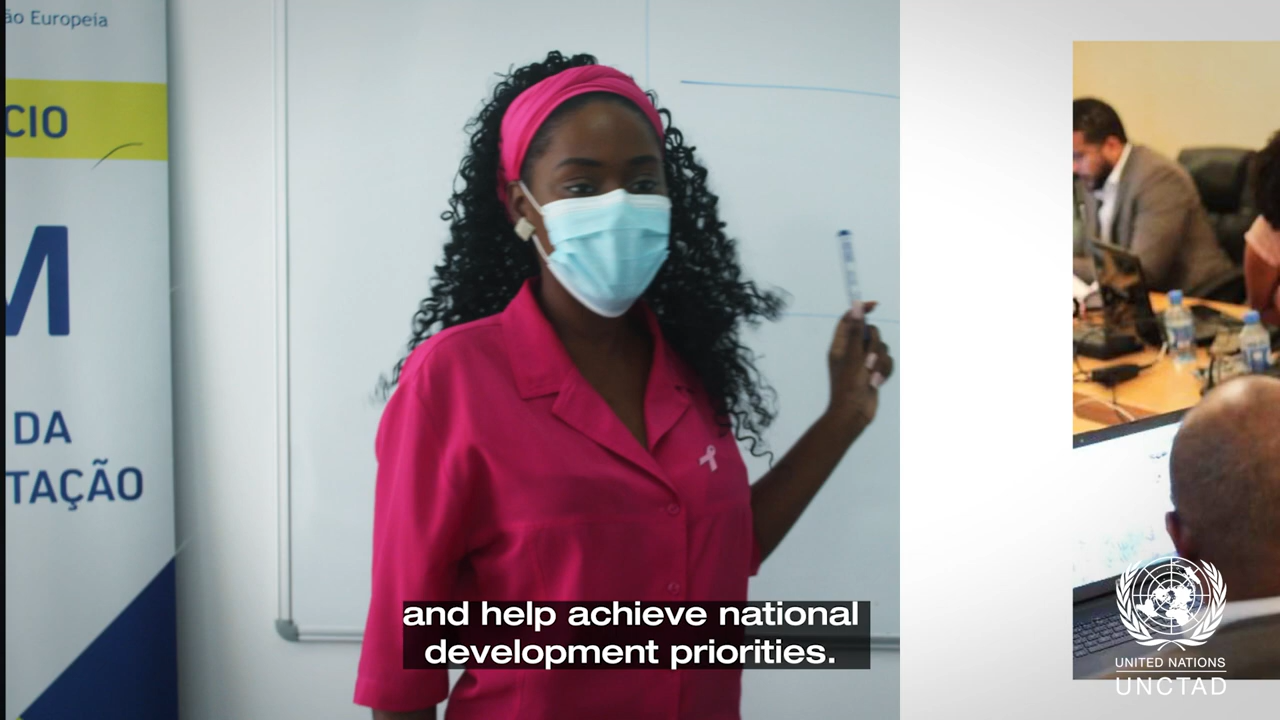 ão Europeia
CIO
M
DA
TAÇÃO
and help achieve national
development priorities.
UNITED NATIONS
UNCTAD